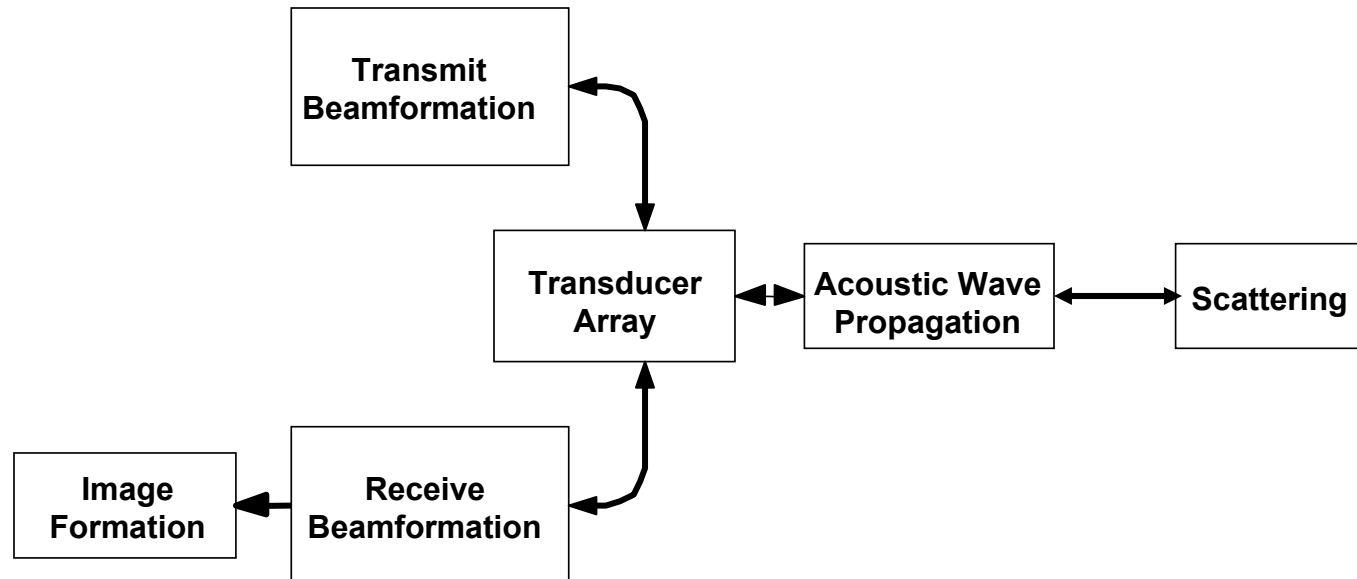 Transmit
Beamformation
Transducer
Array
Acoustic Wave
Propagation
Scattering
Image
Formation
Receive
Beamformation